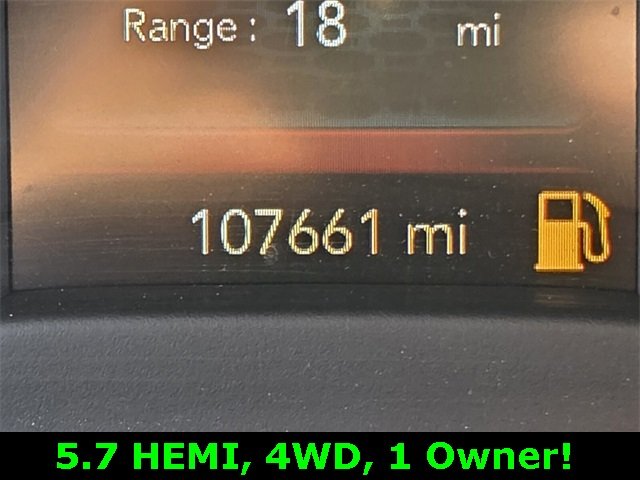 Range : 18 mi
107661 mi
5.7 HEMI, 4WD, 1 Owner!